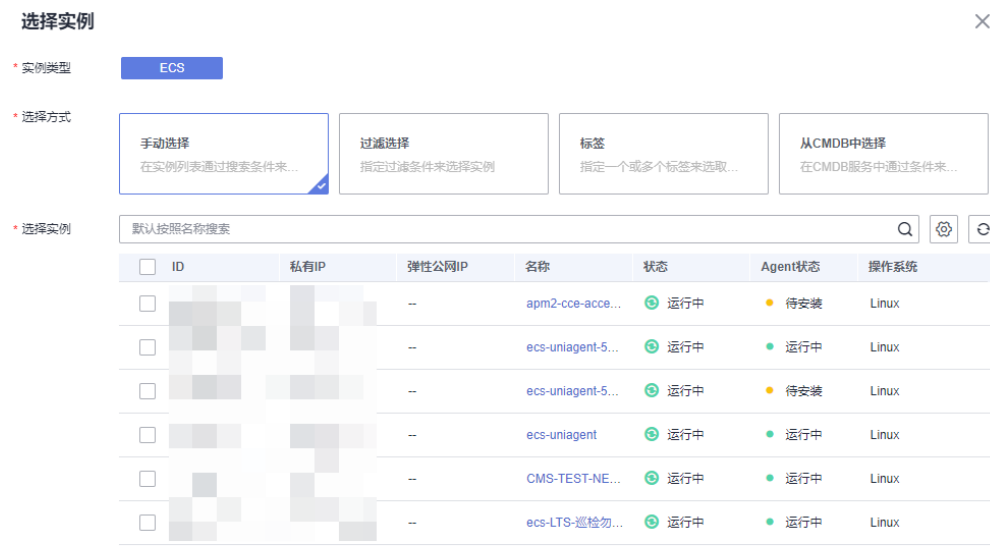 选择实例
* 实例类型 ECS
* 选择方式
手动选择 过滤选择 标签 从CMDB中选择
在实例列表通过搜索条件来... 指定过滤条件来选择实例 指定一个或多个标签来选取... 在CMDB服务中通过条件来...
* 选择实例 默认按照名称搜索
ID 私有IP 弹性公网IP 名称 状态 Agent状态 操作系统
-- apm2-cce-acce... 运行中 待安装 Linux
-- ecs-uniagent-5... 运行中 运行中 Linux
-- ecs-uniagent-5... 运行中 待安装 Linux
-- ecs-uniagent 运行中 运行中 Linux
-- CMS-TEST-NE... 运行中 运行中 Linux
-- ecs-LTS-巡检勿... 运行中 运行中 Linux